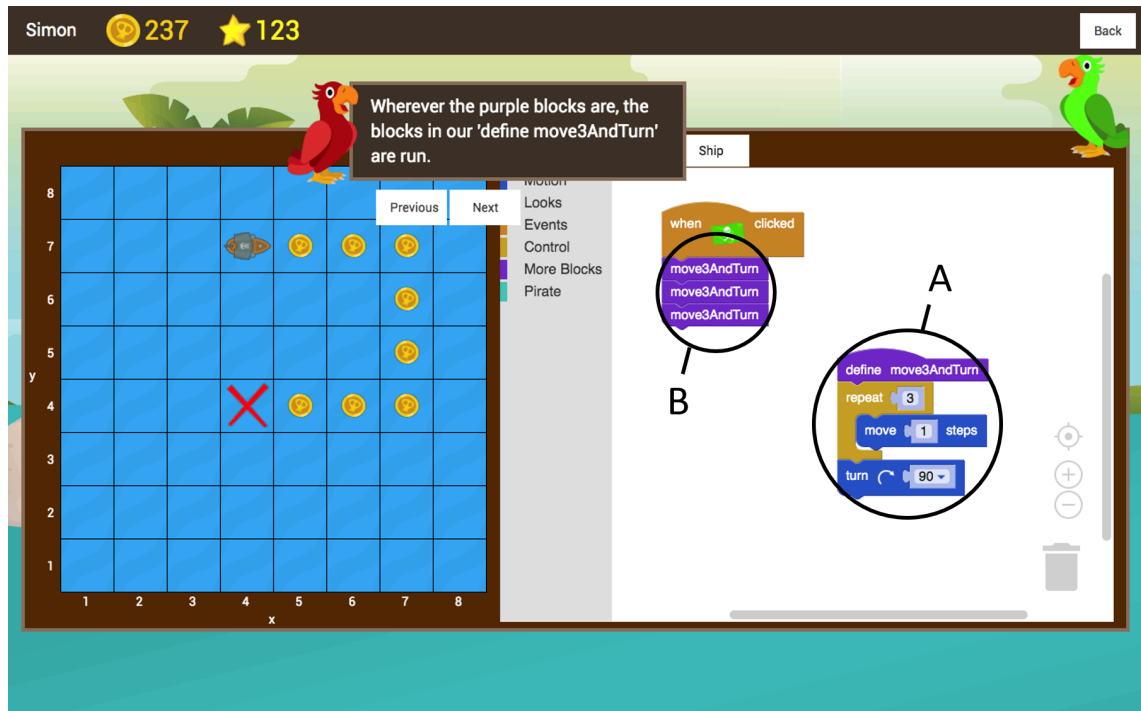 Simon 237 123 Back
Wherever the purple blocks are, the
blocks in our 'define move3AndTurn'
are run.
Previous Next
Ship
Motion
Looks
Events
Control
More Blocks
Pirate
when clicked
move3AndTurn
move3AndTurn
move3AndTurn
B
A
define move3AndTurn
repeat 3
move 1 steps
turn 90
8
7
6
5
y
4
3
2
1
1 2 3 4 5 6 7 8
x